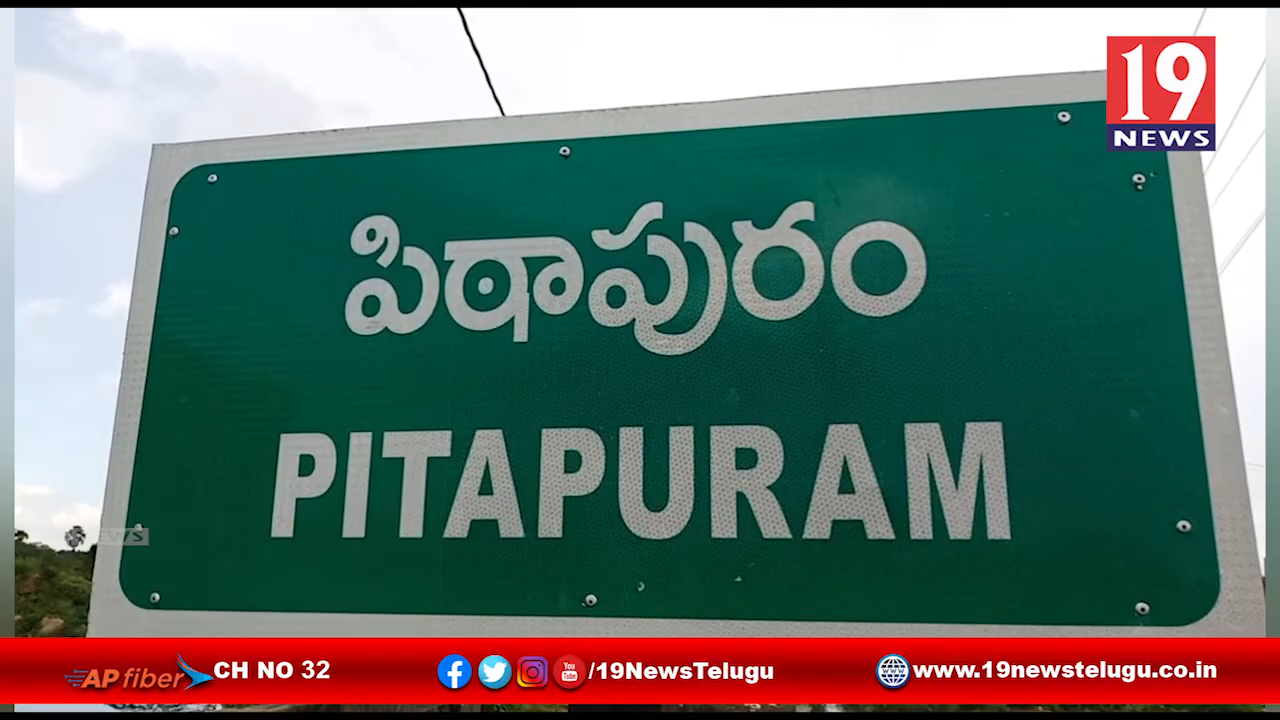 19
NEWS
పిఠాపురం
PITAPURAM
AP fiber CH NO 32
/19NewsTelugu
www.19newstelugu.co.in